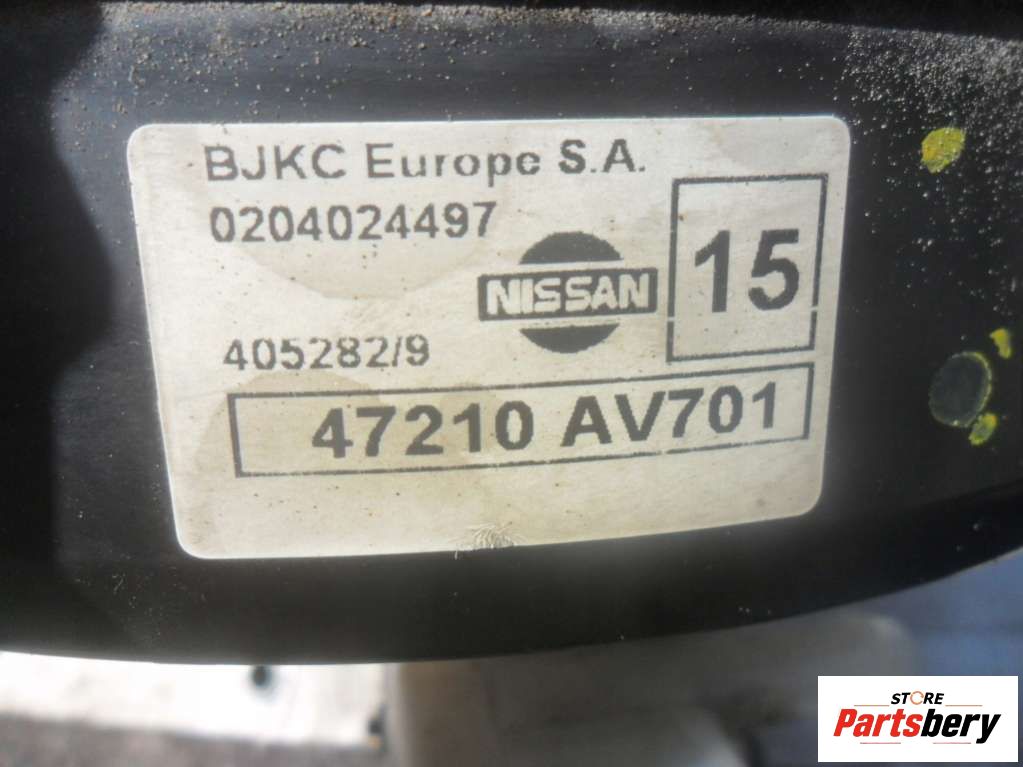 BJKC Europe S.A.
0204024497
NISSAN
15
405282/9
47210 AV701
STORE
Partsbery